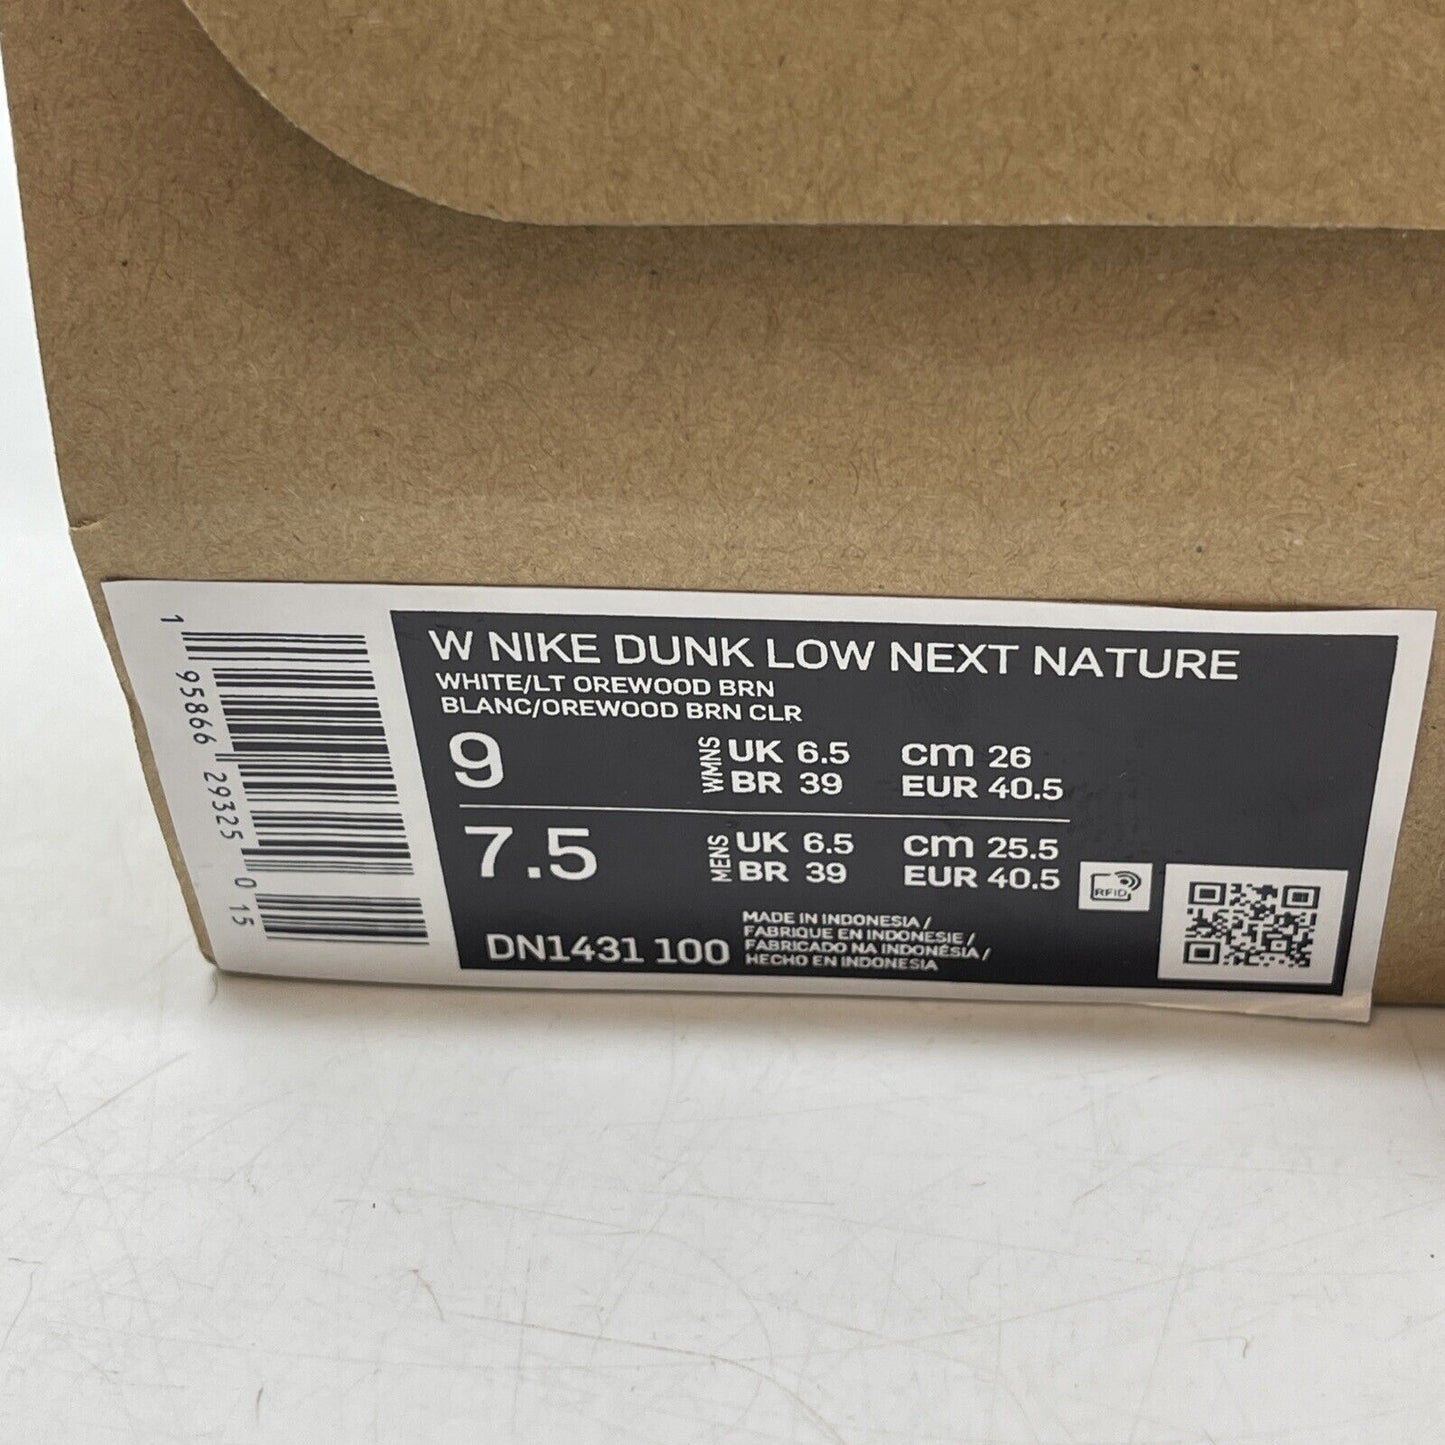 W NIKE DUNK LOW NEXT NATURE
WHITE/LT OREWOOD BRN
BLANC/OREWOOD BRN CLR
9 WMNS UK 6.5 cm 26
BR 39 EUR 40.5
7.5 MENS UK 6.5 cm 25.5
BR 39 EUR 40.5
RFID
DN1431 100
MADE IN INDONESIA /
FABRIQUE EN INDONESIE /
FABRICADO NA INDONÉSIA /
HECHO EN INDONESIA
1 95866 29325 0 15